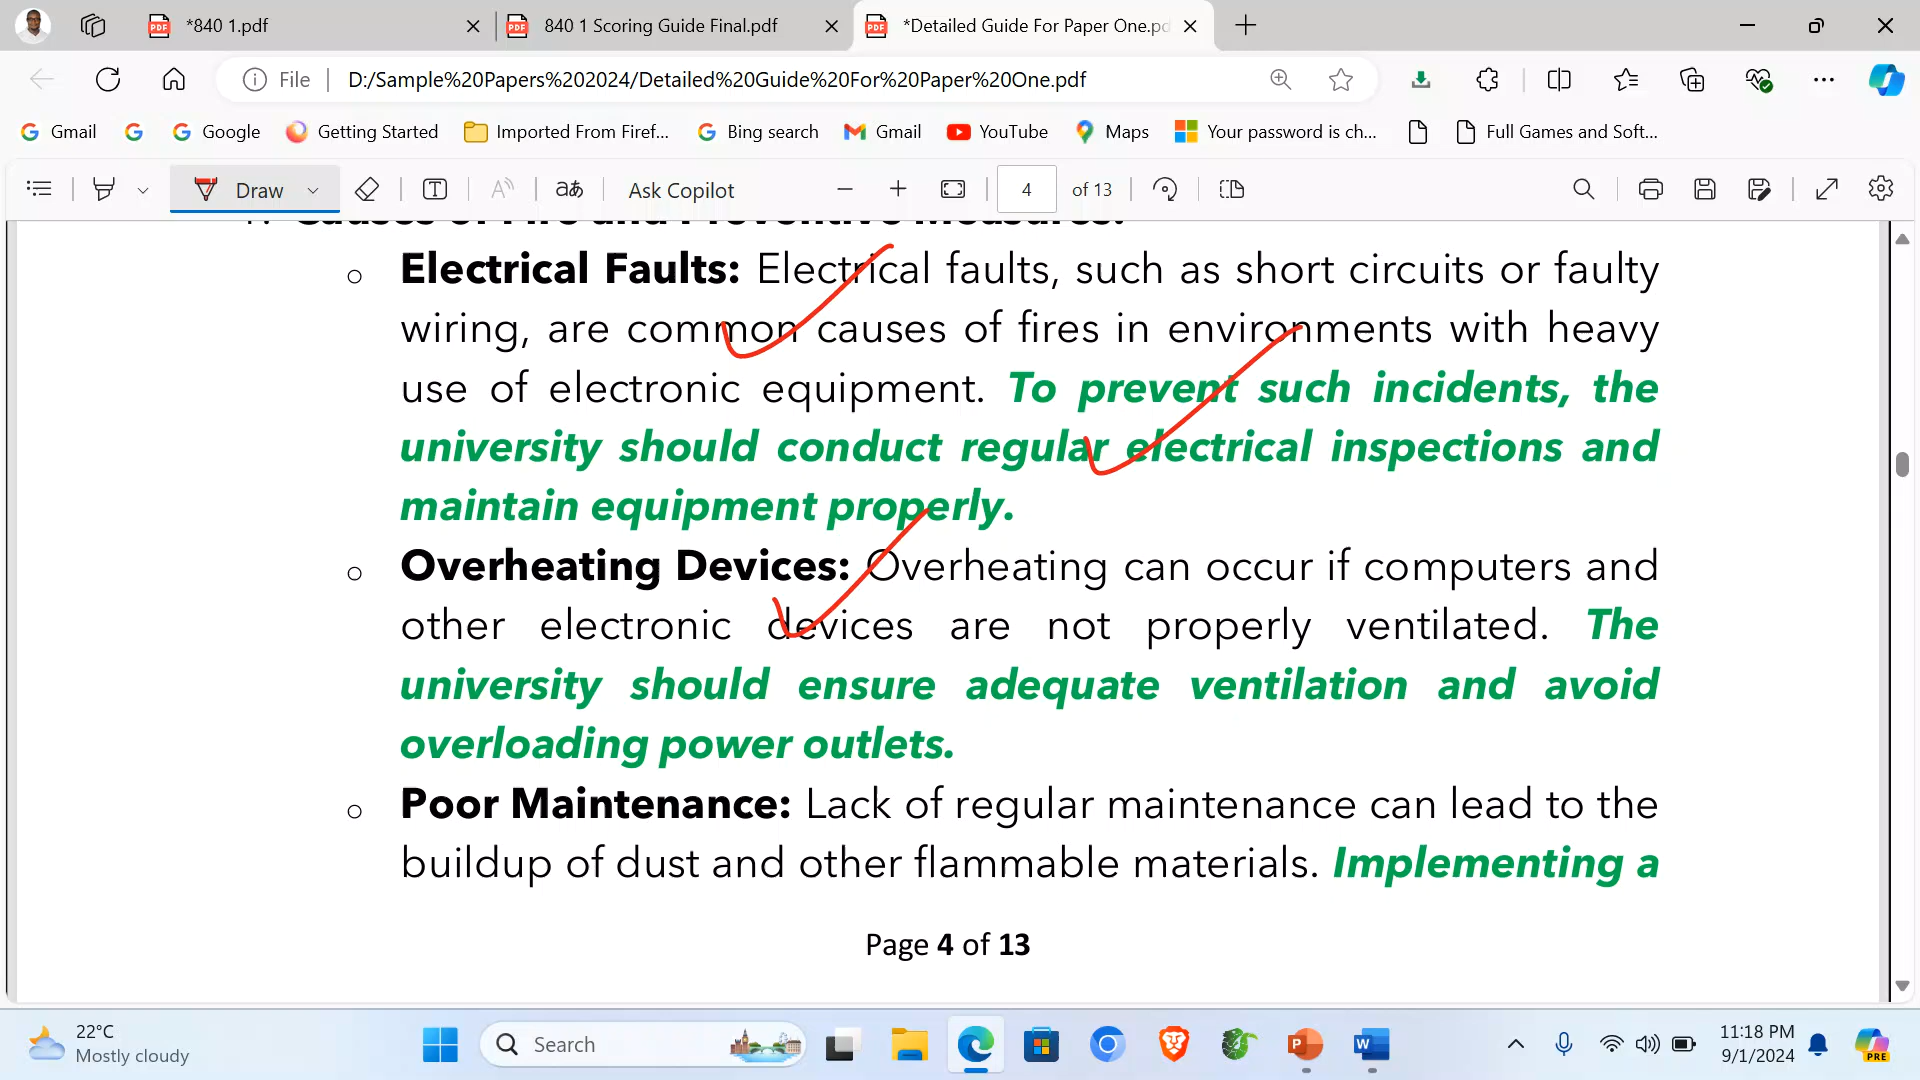 *840 1.pdf
840 1 Scoring Guide Final.pdf
*Detailed Guide For Paper One.pd
File
D:/Sample%20Papers%202024/Detailed%20Guide%20For%20Paper%20One.pdf
Gmail
Google
Getting Started
Imported From Firef...
Bing search
Gmail
YouTube
Maps
Your password is ch...
Full Games and Soft...
Draw
Ask Copilot
4 of 13
Causes of Fire and Preventive Measures:
Electrical Faults: Electrical faults, such as short circuits or faulty
wiring, are common causes of fires in environments with heavy
use of electronic equipment. To prevent such incidents, the
university should conduct regular electrical inspections and
maintain equipment properly.
Overheating Devices: Overheating can occur if computers and
other electronic devices are not properly ventilated. The
university should ensure adequate ventilation and avoid
overloading power outlets.
Poor Maintenance: Lack of regular maintenance can lead to the
buildup of dust and other flammable materials. Implementing a
Page 4 of 13
22°C
Mostly cloudy
Search
11:18 PM
9/1/2024
PRE